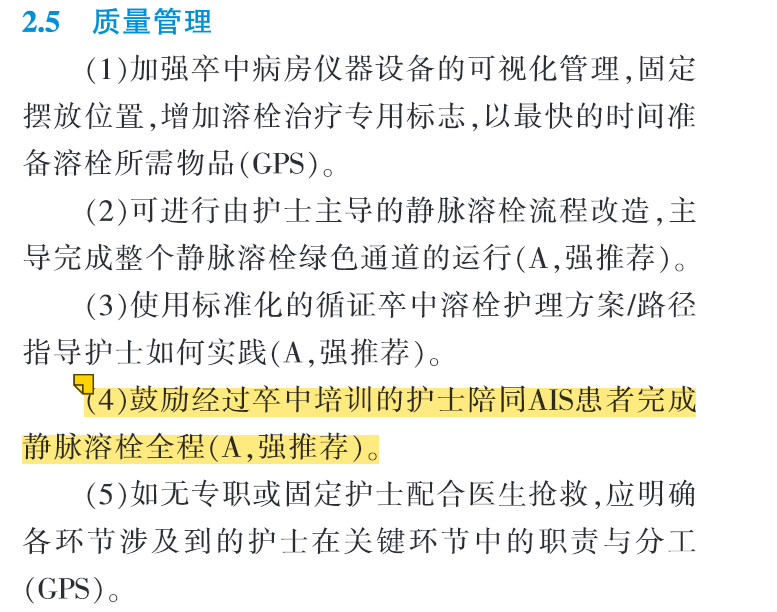 2.5 质量管理
(1)加强卒中病房仪器设备的可视化管理,固定
摆放位置,增加溶栓治疗专用标志,以最快的时间准
备溶栓所需物品(GPS)。
(2)可进行由护士主导的静脉溶栓流程改造,主
导完成整个静脉溶栓绿色通道的运行(A,强推荐)。
(3)使用标准化的循证卒中溶栓护理方案/路径
指导护士如何实践(A,强推荐)。
(4)鼓励经过卒中培训的护士陪同AIS患者完成
静脉溶栓全程(A,强推荐)。
(5)如无专职或固定护士配合医生抢救,应明确
各环节涉及到的护士在关键环节中的职责与分工
(GPS)。